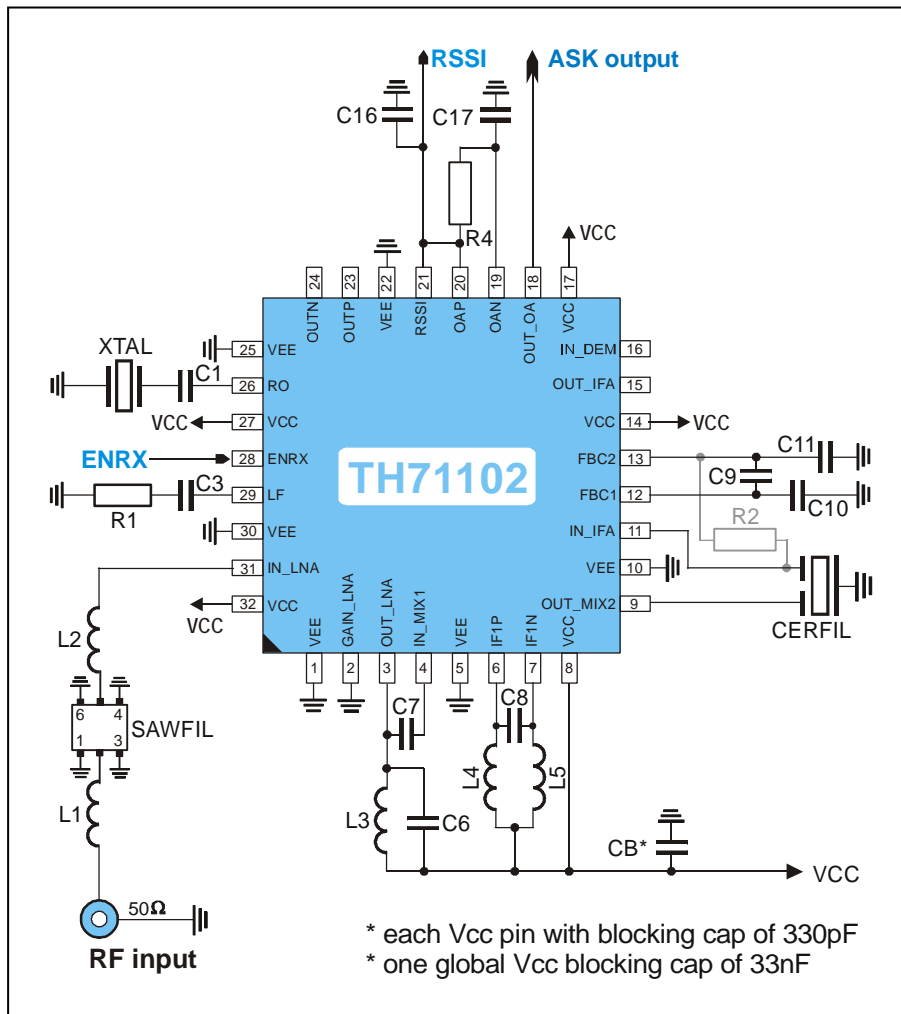 RSSI
ASK output
C16
C17
R4
VCC
24
23
22
21
20
19
18
17
OUTN
OUTP
VEE
RSSI
OAP
OAN
OUT_OA
VCC
XTAL
C1
25
VEE
IN_DEM
16
26
RO
OUT_IFA
15
VCC
27
VCC
VCC
14
VCC
ENRX
28
ENRX
FBC2
13
C11
C9
C3
R1
29
LF
TH71102
FBC1
12
C10
30
VEE
IN_IFA
11
R2
31
IN_LNA
VEE
10
VCC
32
VCC
OUT_MIX2
9
CERFIL
VEE
GAIN_LNA
OUT_LNA
IN_MIX1
VEE
IF1P
IF1N
VCC
1
2
3
4
5
6
7
8
L2
6
4
1
3
SAWFIL
C7
C8
L4
L5
L1
L3
C6
CB*
VCC
50Ω
RF input
* each Vcc pin with blocking cap of 330pF
* one global Vcc blocking cap of 33nF